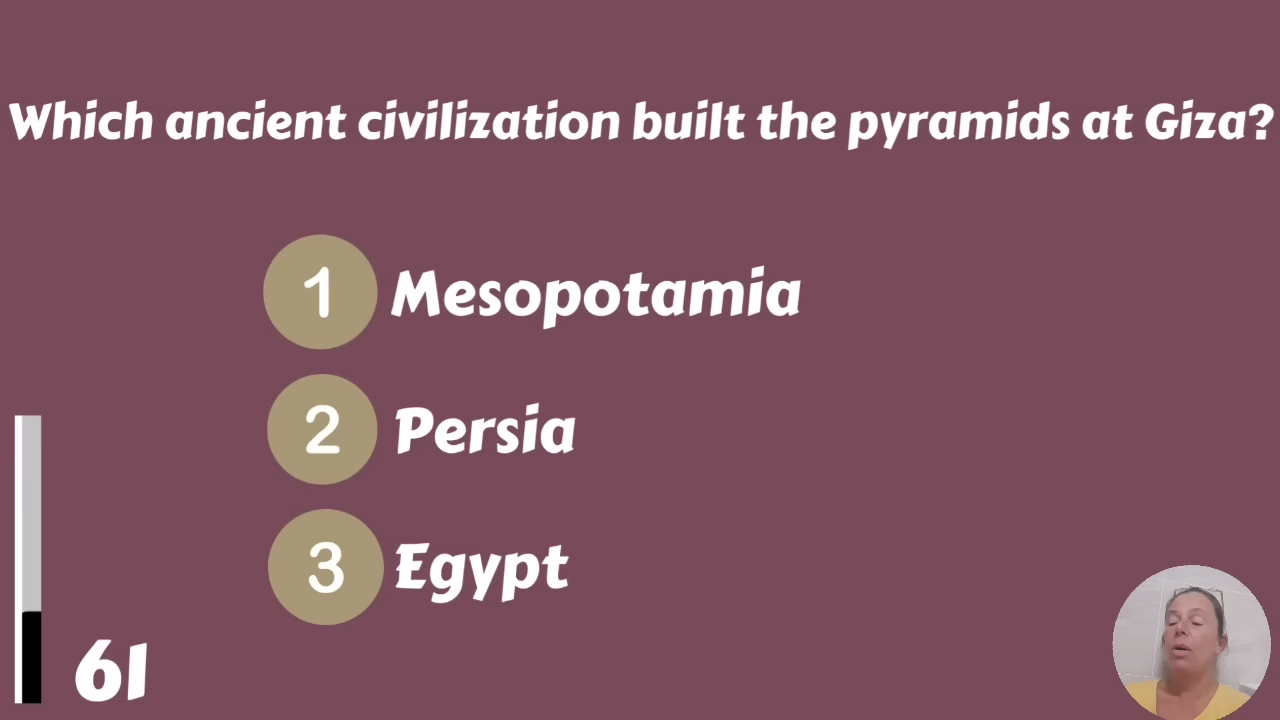 Which ancient civilization built the pyramids at Giza?
1 Mesopotamia
2 Persia
3 Egypt
61